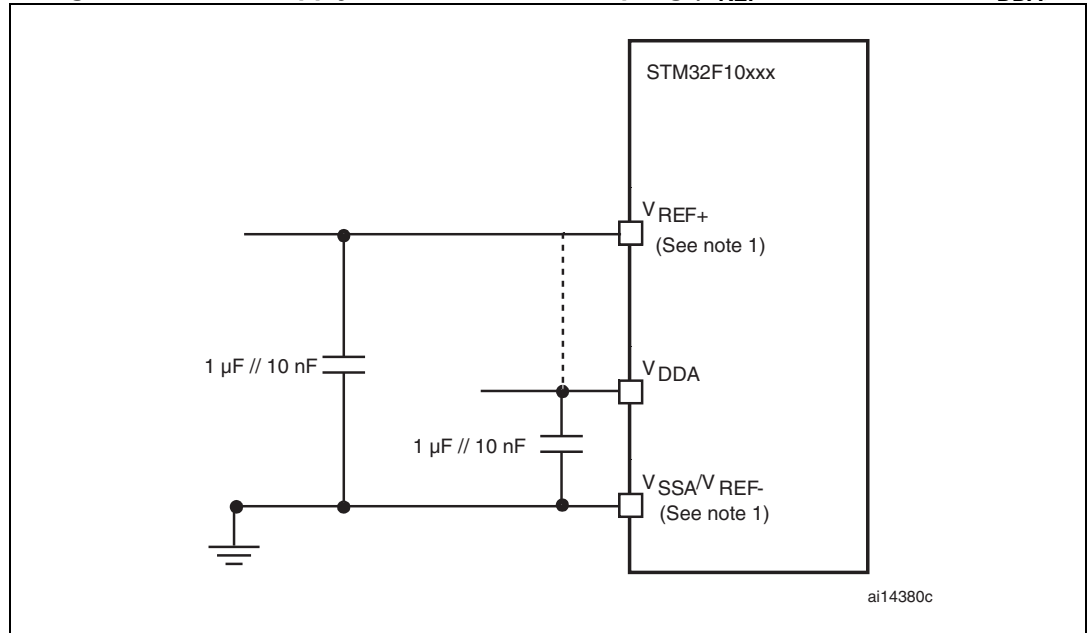 STM32F10xxx
VREF+
(See note 1)
1 µF // 10 nF
VDDA
1 µF // 10 nF
VSSA/VREF-
(See note 1)
ai14380c